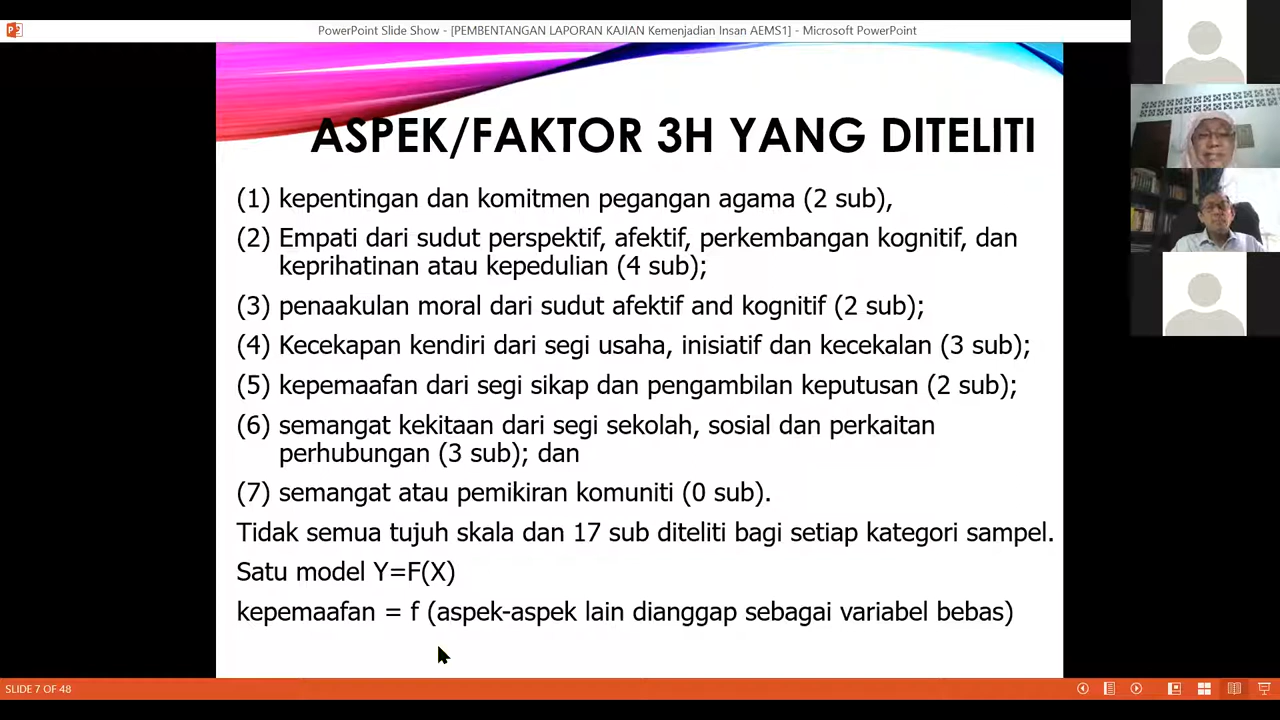 PowerPoint Slide Show - [PEMBENTANGAN LAPORAN KAJIAN Kemenjadian Insan AEMS1] - Microsoft PowerPoint
ASPEK/FAKTOR 3H YANG DITELITI
(1) kepentingan dan komitmen pegangan agama (2 sub),
(2) Empati dari sudut perspektif, afektif, perkembangan kognitif, dan
keprihatinan atau kepedulian (4 sub);
(3) penaakulan moral dari sudut afektif and kognitif (2 sub);
(4) Kecekapan kendiri dari segi usaha, inisiatif dan kecekalan (3 sub);
(5) kepemaafan dari segi sikap dan pengambilan keputusan (2 sub);
(6) semangat kekitaan dari segi sekolah, sosial dan perkaitan
perhubungan (3 sub); dan
(7) semangat atau pemikiran komuniti (0 sub).
Tidak semua tujuh skala dan 17 sub diteliti bagi setiap kategori sampel.
Satu model Y=F(X)
kepemaafan = f (aspek-aspek lain dianggap sebagai variabel bebas)
SLIDE 7 OF 48